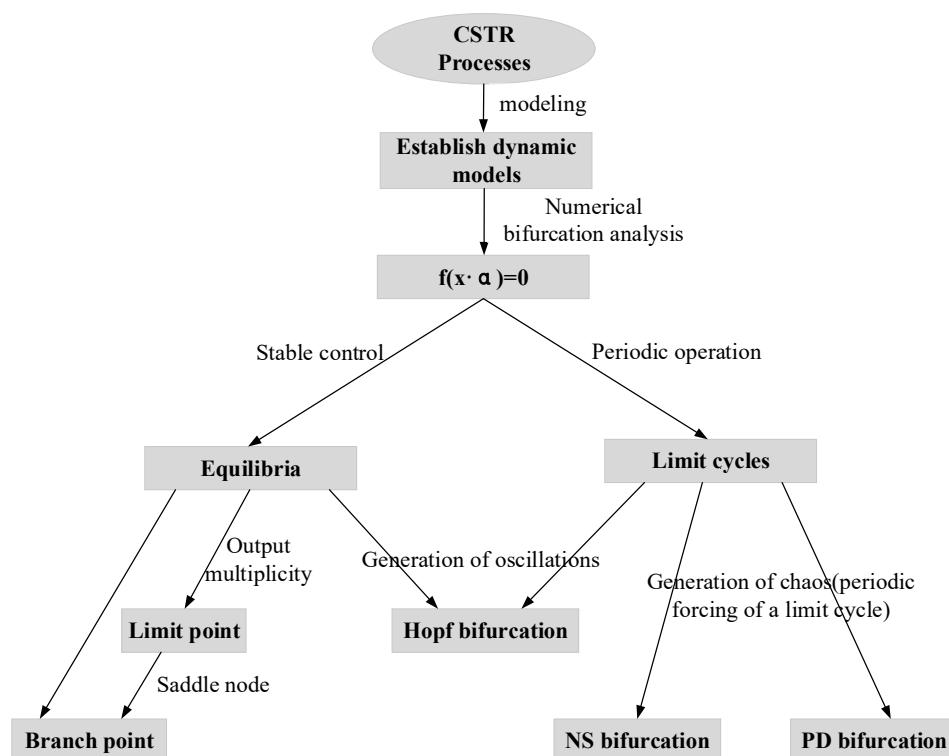 CSTR
Processes
modeling
Establish dynamic
models
Numerical
bifurcation analysis
f(x· α )=0
Stable control
Periodic operation
Equilibria
Limit cycles
Output
multiplicity
Generation of oscillations
Generation of chaos(periodic
forcing of a limit cycle)
Limit point
Hopf bifurcation
Saddle node
Branch point
NS bifurcation
PD bifurcation